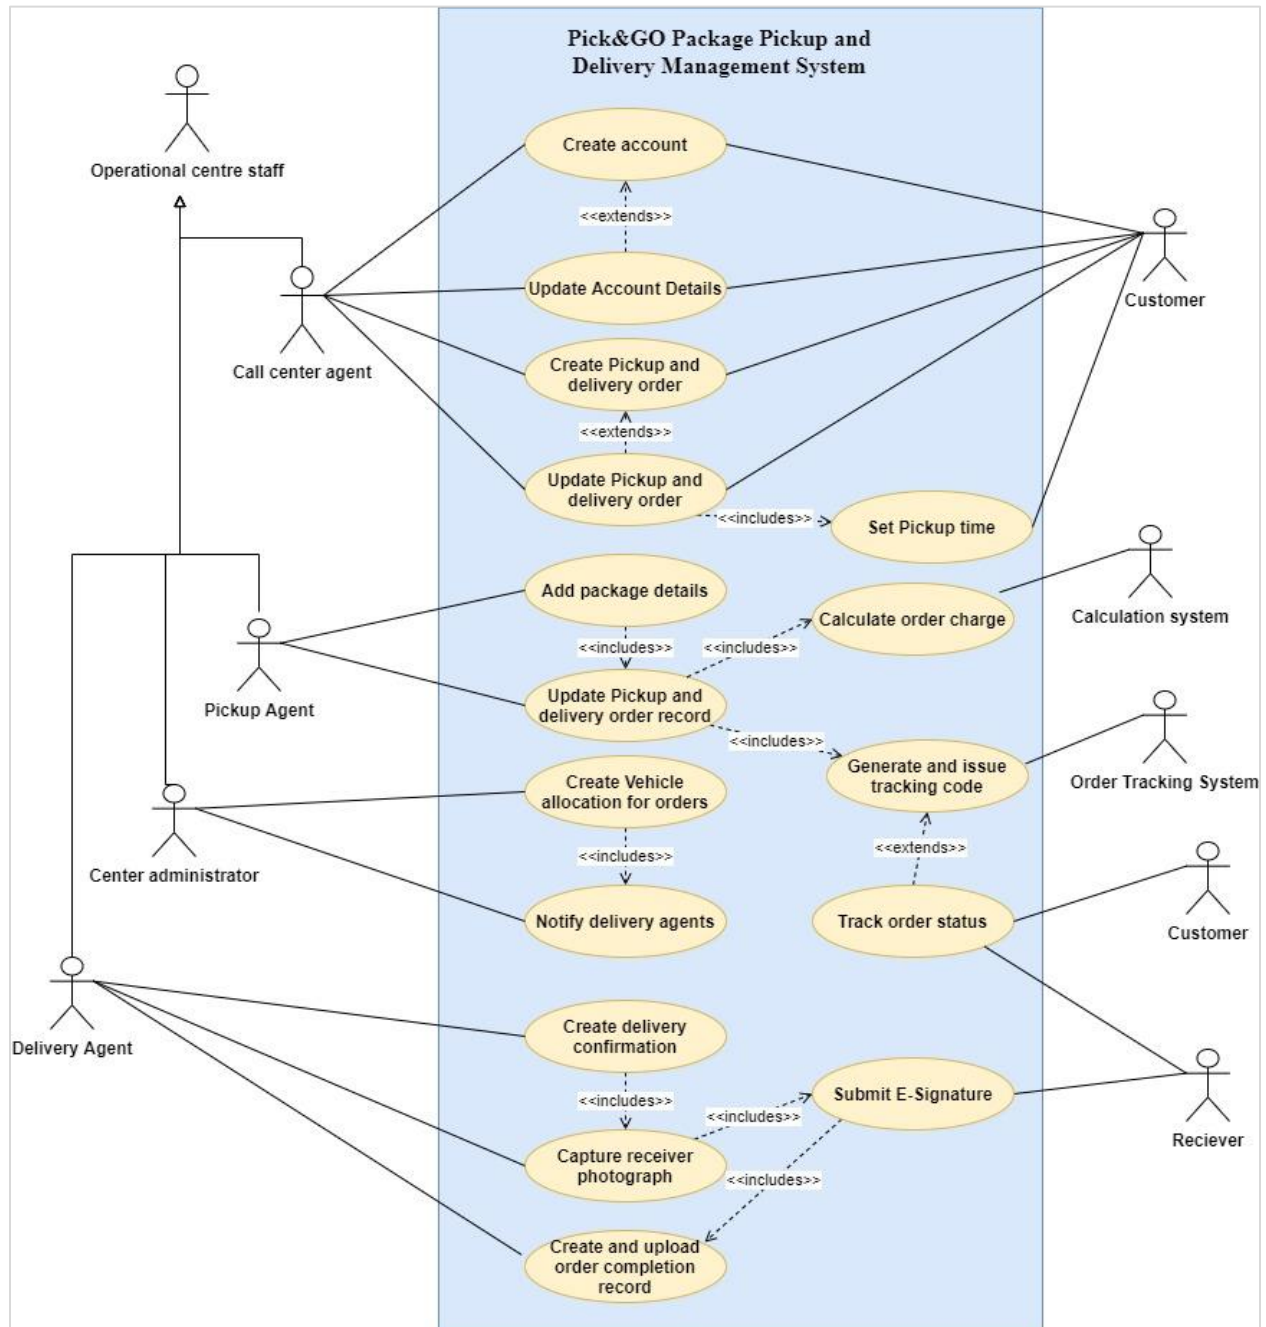 Pick&GO Package Pickup and
Delivery Management System
Operational centre staff
Create account
<<extends>>
Call center agent
Update Account Details
Customer
Create Pickup and
delivery order
<<extends>>
Update Pickup and
delivery order
<<includes>>
Set Pickup time
Add package details
Calculate order charge
Calculation system
<<includes>>
<<includes>>
Pickup Agent
Update Pickup and
delivery order record
<<includes>>
Generate and issue
tracking code
Order Tracking System
Create Vehicle
allocation for orders
<<includes>>
<<extends>>
Center administrator
Notify delivery agents
Track order status
Customer
Delivery Agent
Create delivery
confirmation
<<includes>>
<<includes>>
Submit E-Signature
Reciever
Capture receiver
photograph
<<includes>>
Create and upload
order completion
record